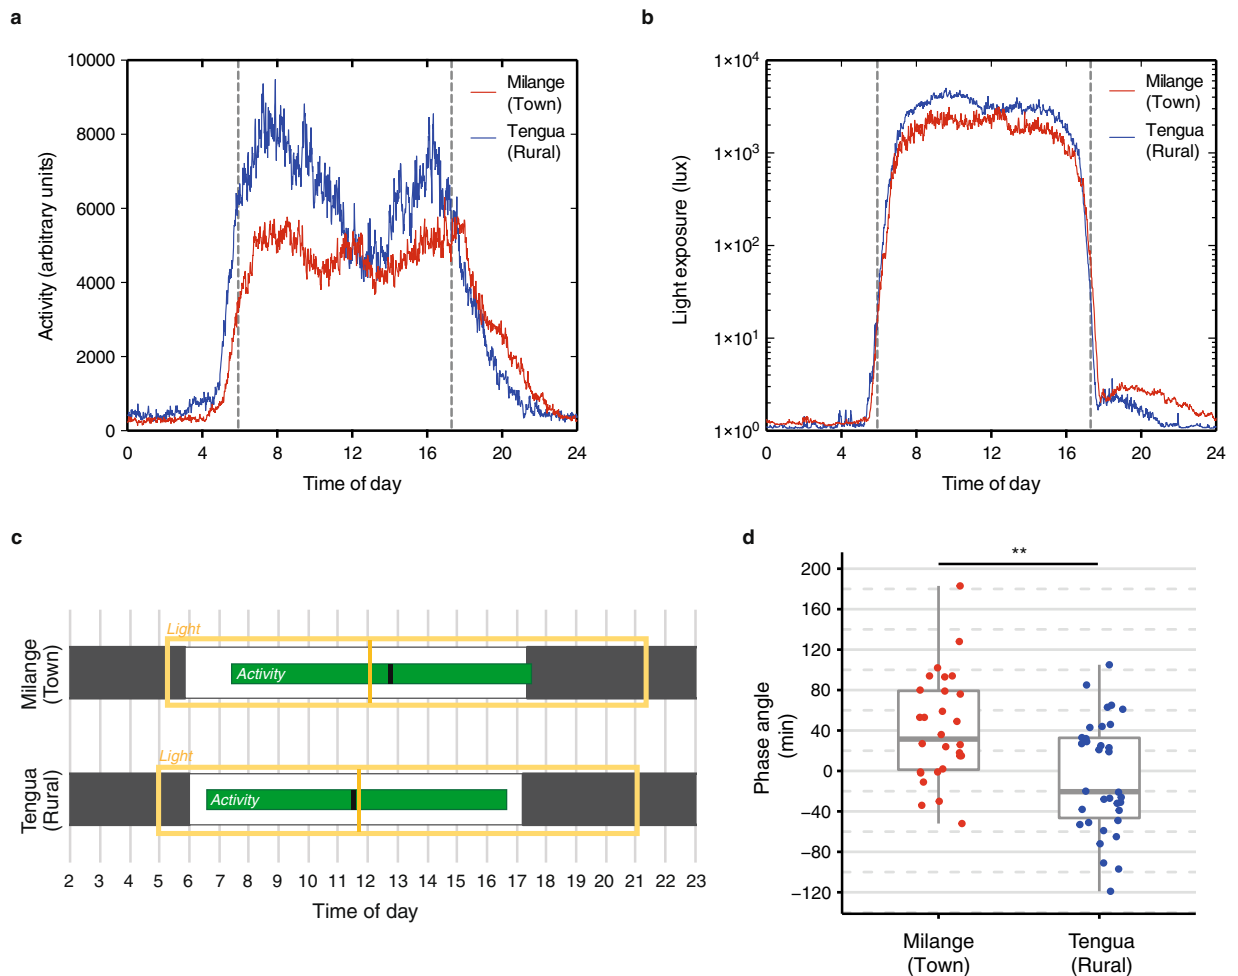 a
10000
8000
6000
4000
2000
0
0 4 8 12 16 20 24
Activity (arbitrary units)
Time of day
Milange
(Town)
Tengua
(Rural)
b
1×10⁴
1×10³
1×10²
1×10¹
1×10⁰
0 4 8 12 16 20 24
Light exposure (lux)
Time of day
Milange
(Town)
Tengua
(Rural)
c
Milange
(Town)
Light
Activity
Tengua
(Rural)
Light
Activity
2 3 4 5 6 7 8 9 10 11 12 13 14 15 16 17 18 19 20 21 22 23
Time of day
d
**
200
160
120
80
40
0
−40
−80
−120
Phase angle
(min)
Milange
(Town)
Tengua
(Rural)